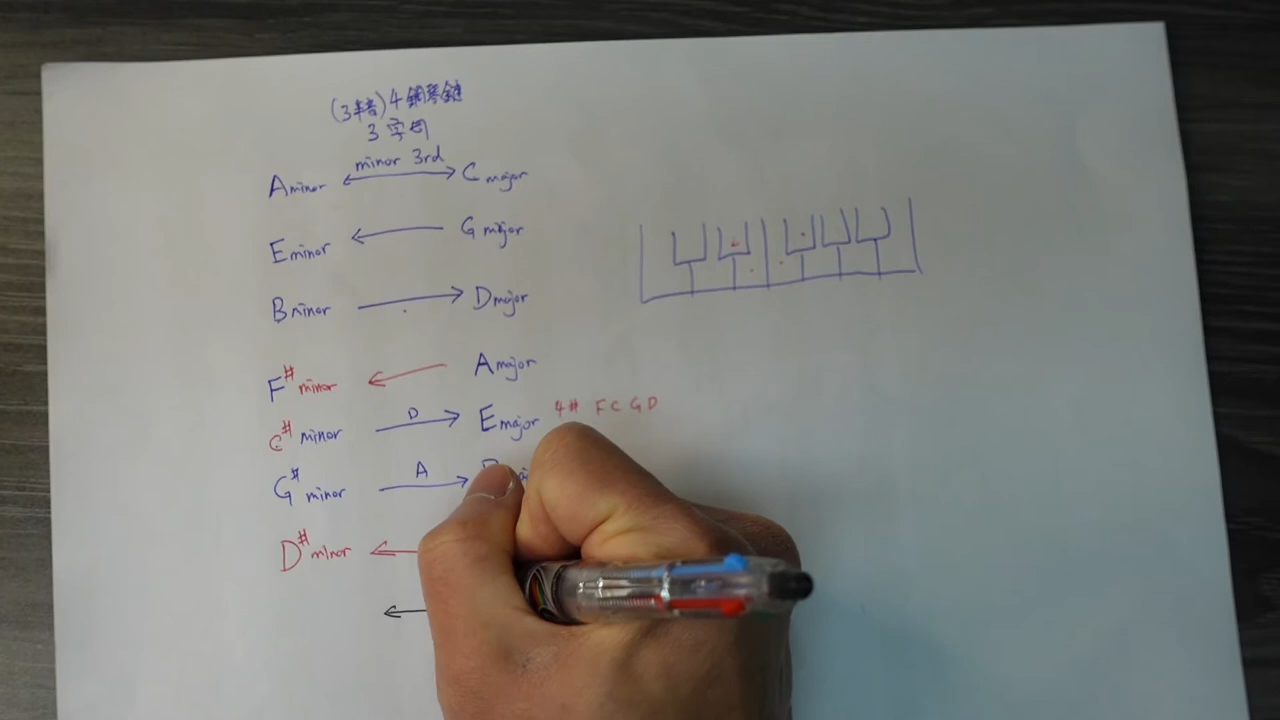 (3半音) 4 鋼琴鍵
3 字母
minor 3rd
A minor C major
E minor G major
B minor D major
F# minor A major
C# minor D E major 4# F C G D
G# minor A
D# minor